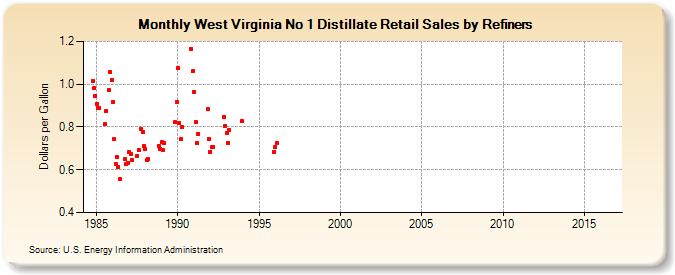 Monthly West Virginia No 1 Distillate Retail Sales by Refiners
Dollars per Gallon
1.2
1.0
0.8
0.6
0.4
1985 1990 1995 2000 2005 2010 2015
Source: U.S. Energy Information Administration